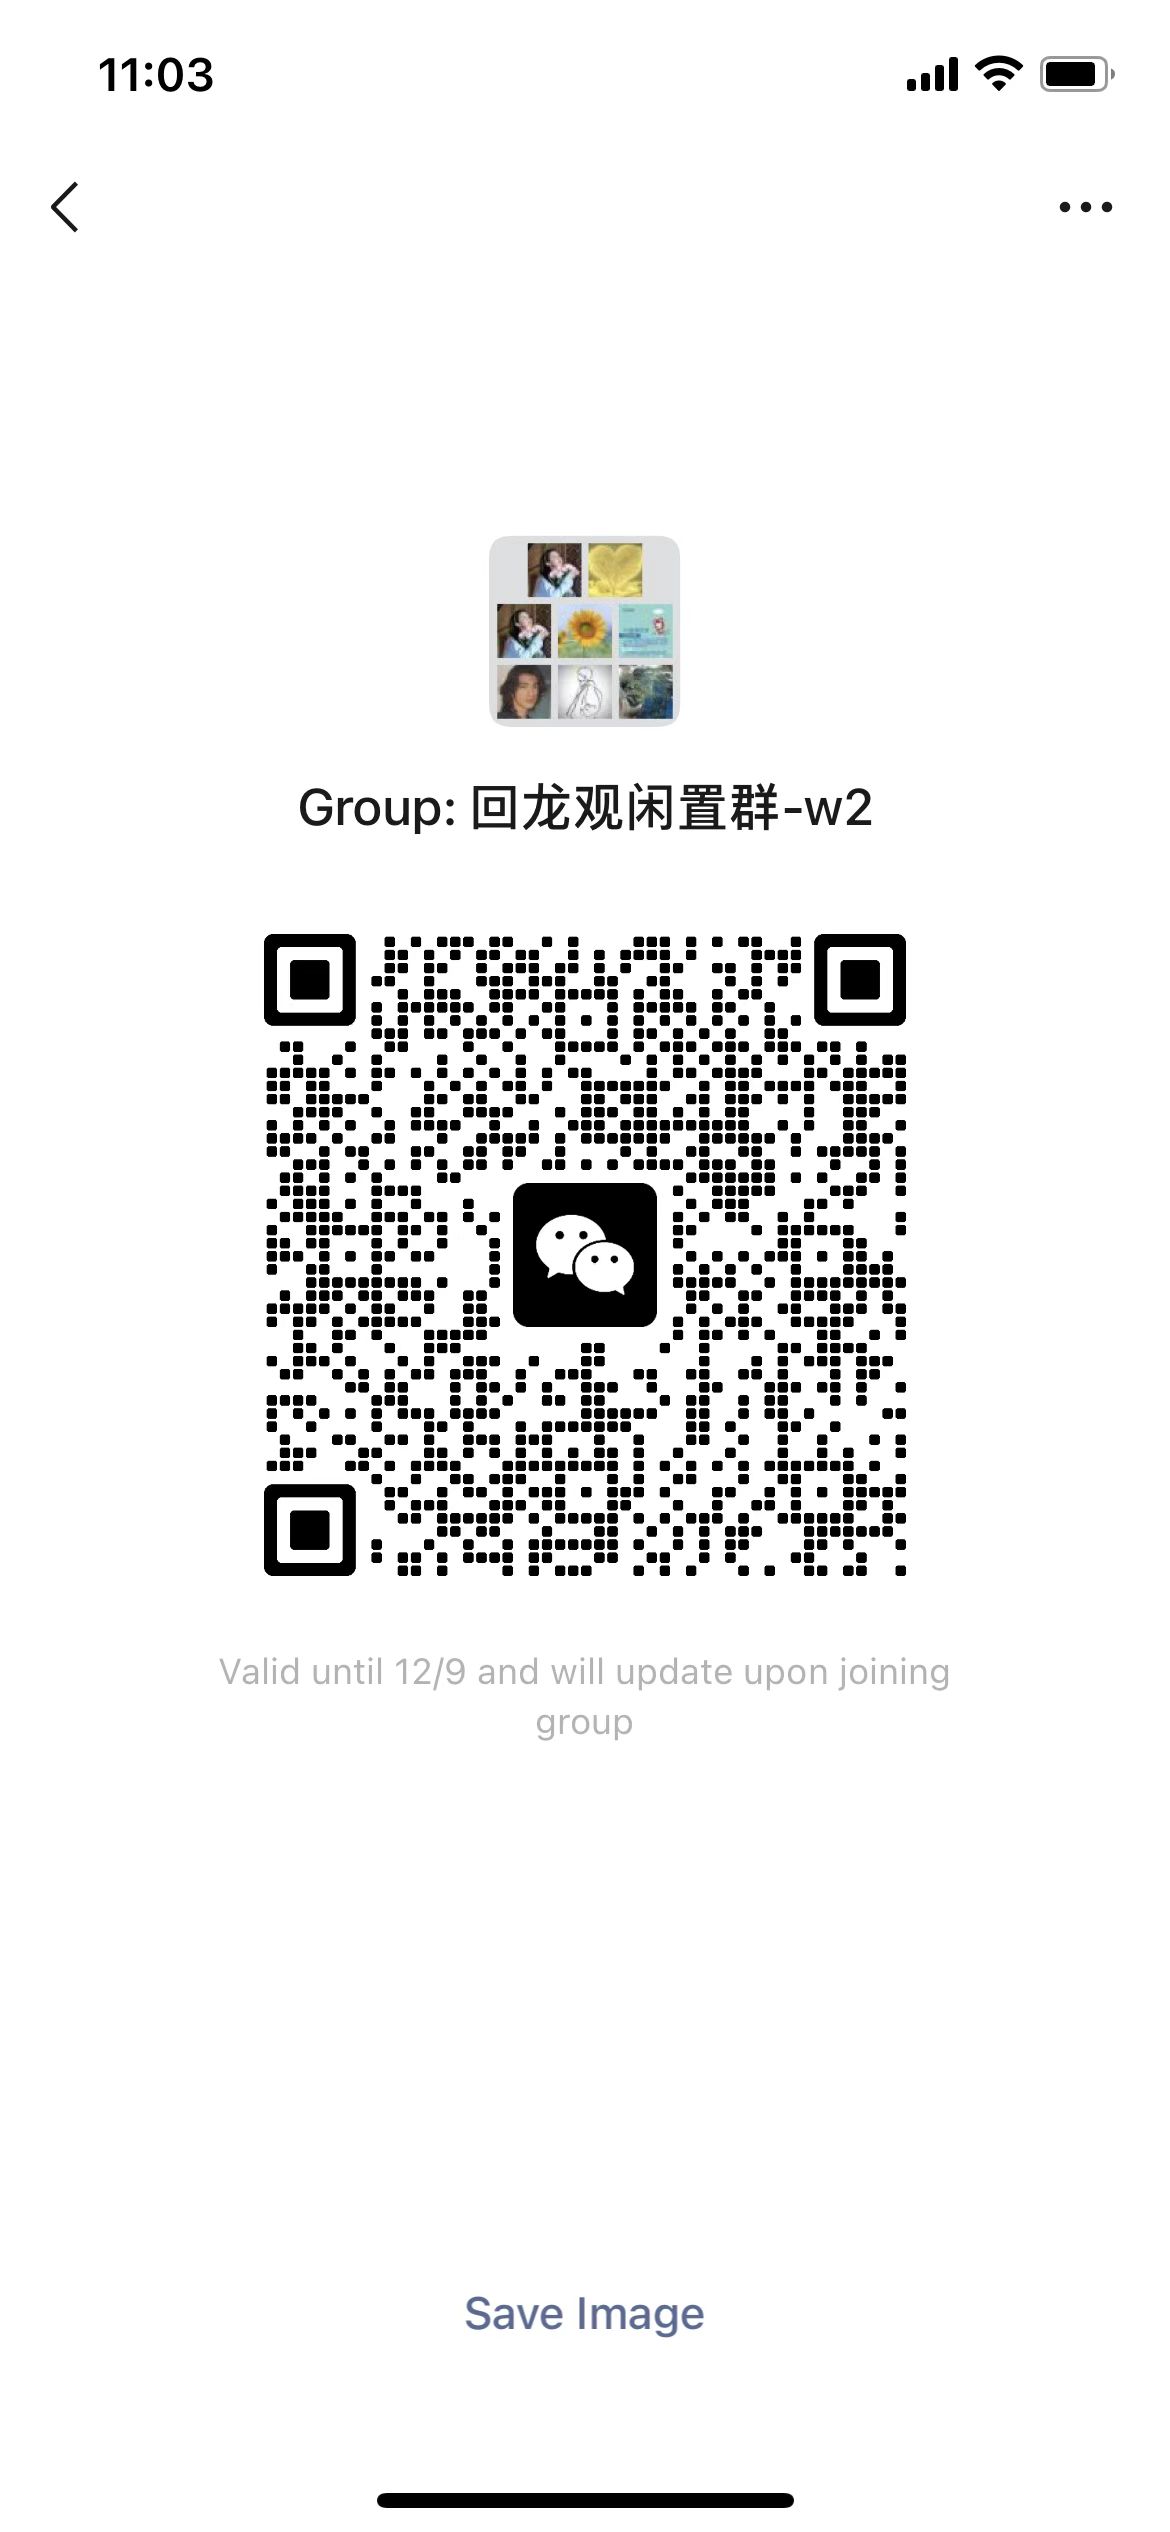 11:03
Group: 回龙观闲置群-w2
Valid until 12/9 and will update upon joining
group
Save Image